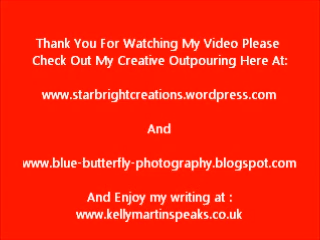 Thank You For Watching My Video Please
Check Out My Creative Outpouring Here At:
www.starbrightcreations.wordpress.com
And
www.blue-butterfly-photography.blogspot.com
And Enjoy my writing at :
www.kellymartinspeaks.co.uk